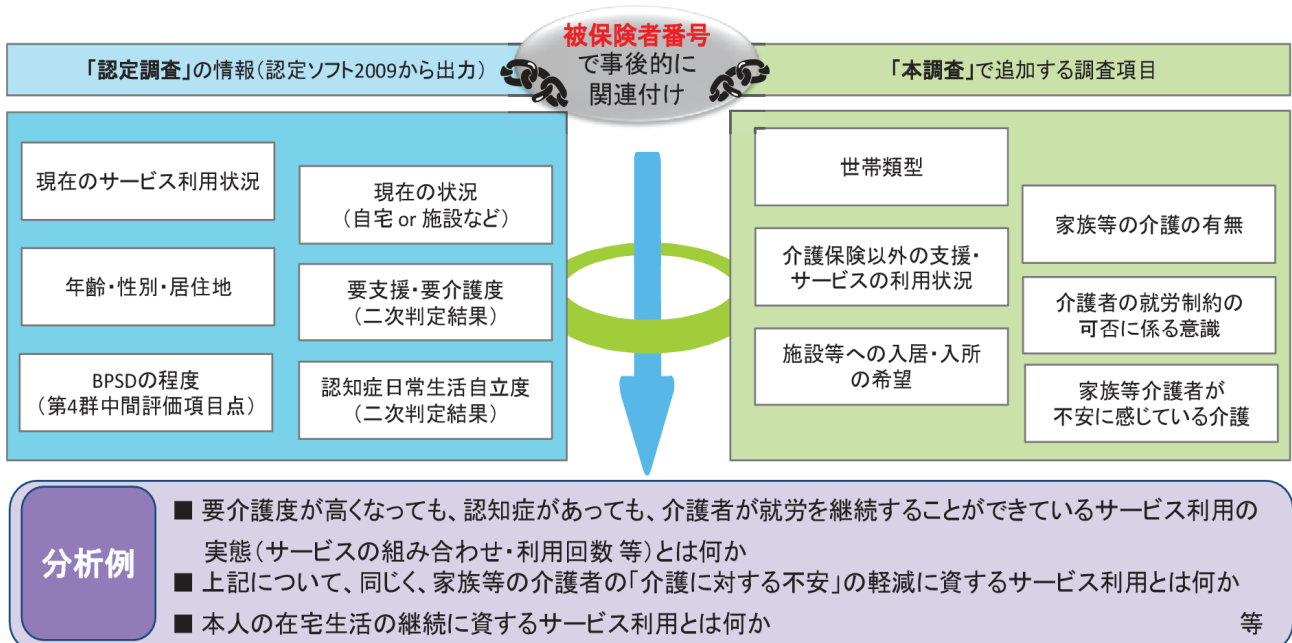 被保険者番号
で事後的に
関連付け
「認定調査」の情報(認定ソフト2009から出力)
「本調査」で追加する調査項目
現在のサービス利用状況
現在の状況
(自宅 or 施設など)
年齢・性別・居住地
要支援・要介護度
(二次判定結果)
BPSDの程度
(第4群中間評価項目点)
認知症日常生活自立度
(二次判定結果)
世帯類型
家族等の介護の有無
介護保険以外の支援・
サービスの利用状況
介護者の就労制約の
可否に係る意識
施設等への入居・入所
の希望
家族等介護者が
不安に感じている介護
分析例
■ 要介護度が高くなっても、認知症があっても、介護者が就労を継続することができているサービス利用の
実態(サービスの組み合わせ・利用回数 等)とは何か
■ 上記について、同じく、家族等の介護者の「介護に対する不安」の軽減に資するサービス利用とは何か
■ 本人の在宅生活の継続に資するサービス利用とは何か 等